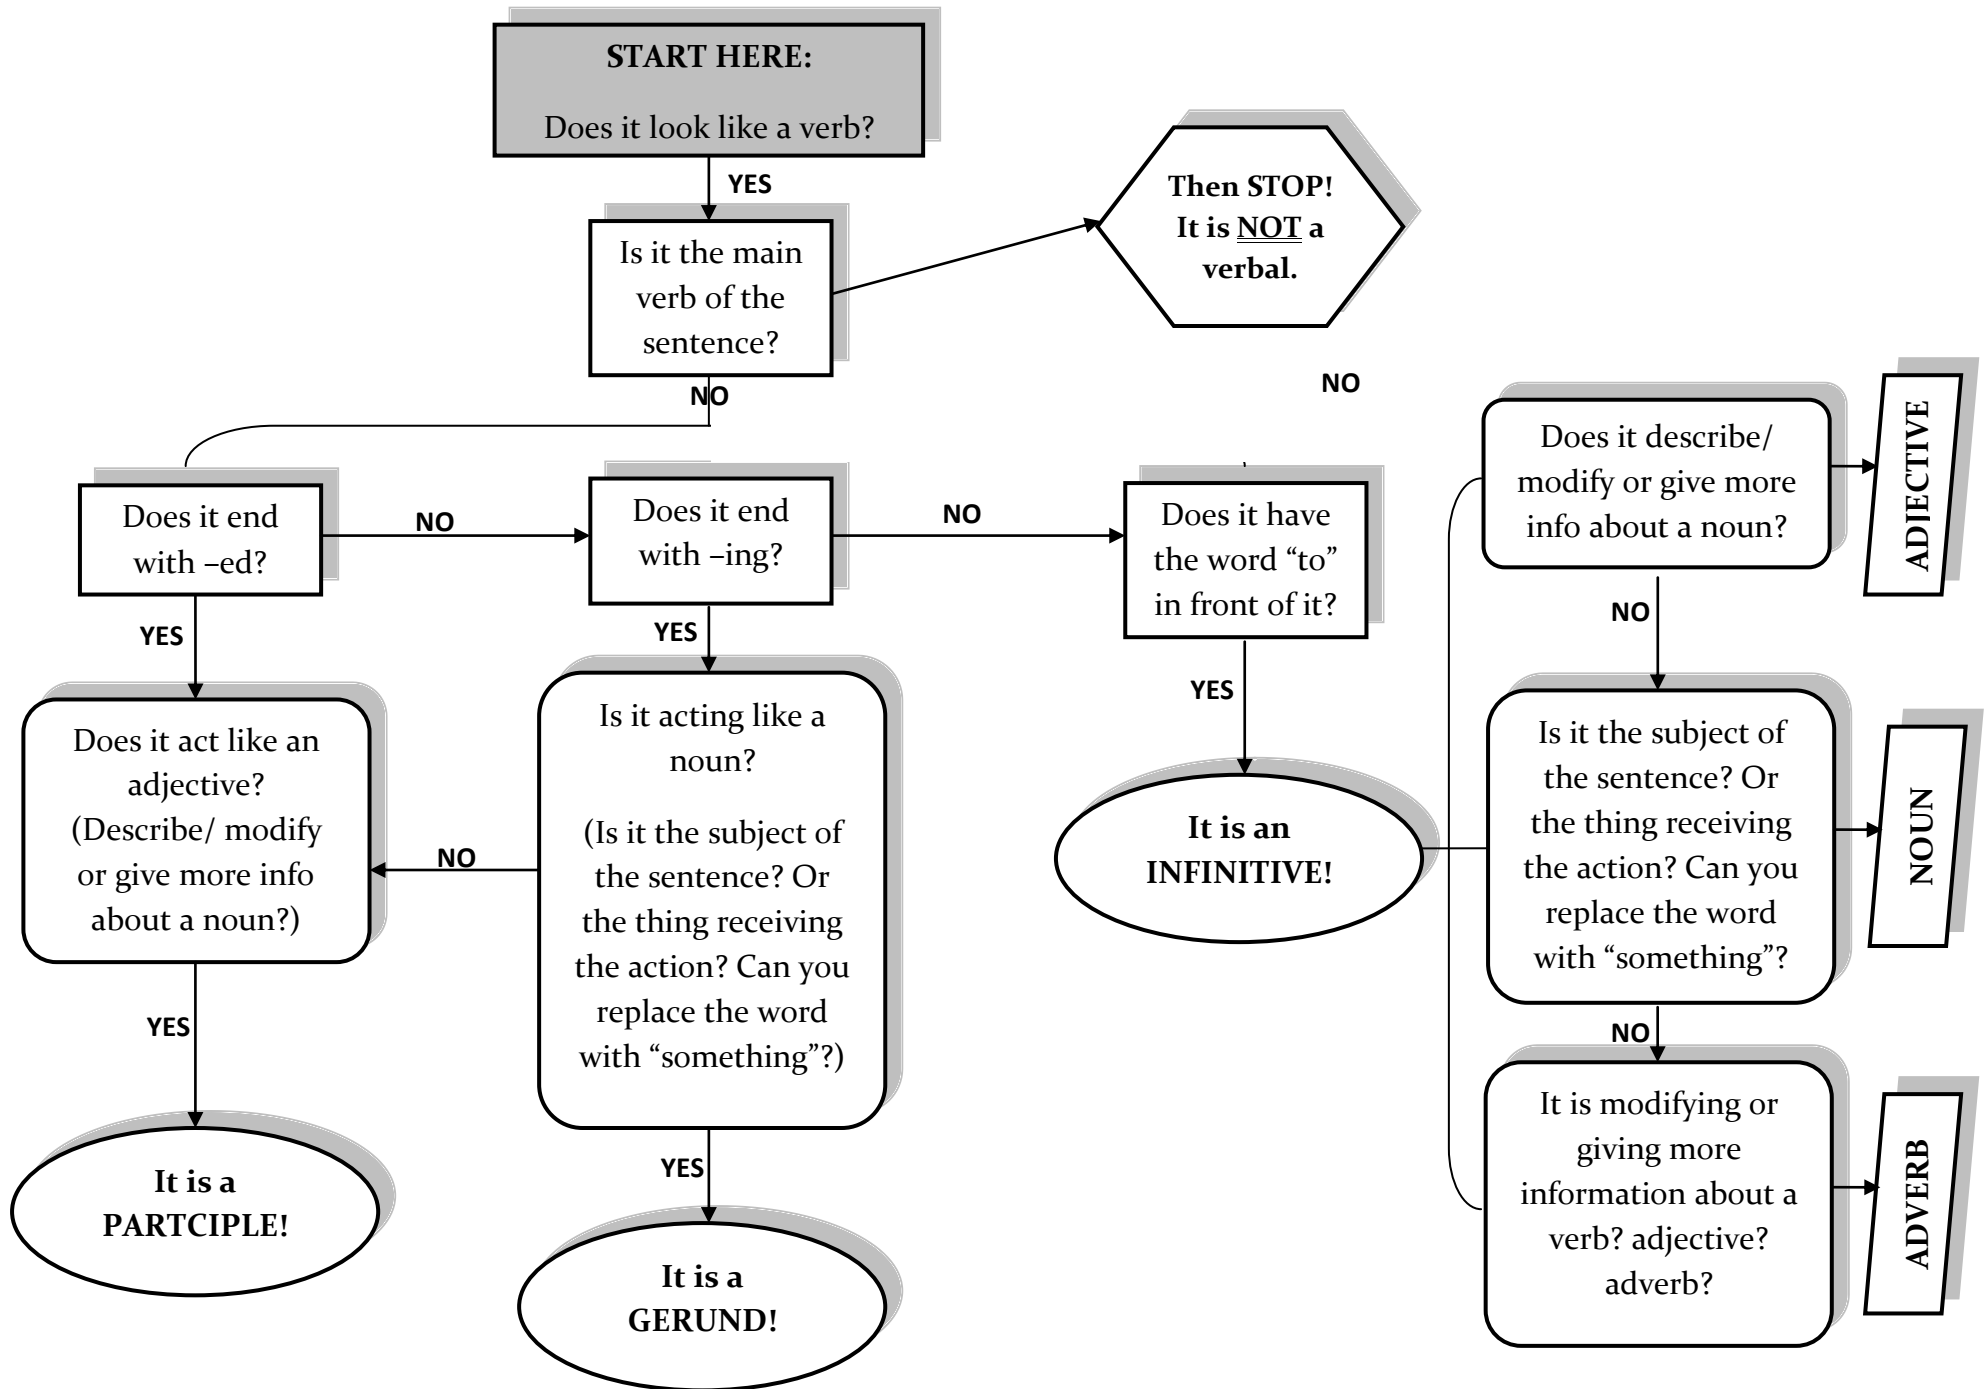 START HERE:
Does it look like a verb?
YES
Is it the main
verb of the
sentence?
Then STOP!
It is NOT a
verbal.
NO
NO
Does it end
with –ed?
NO
Does it end
with –ing?
NO
Does it have
the word “to”
in front of it?
YES
YES
YES
Does it act like an
adjective?
(Describe/ modify
or give more info
about a noun?)
NO
Is it acting like a
noun?
(Is it the subject of
the sentence? Or
the thing receiving
the action? Can you
replace the word
with “something”?)
YES
YES
It is a
PARTCIPLE!
It is a
GERUND!
It is an
INFINITIVE!
Does it describe/
modify or give more
info about a noun?
ADJECTIVE
NO
Is it the subject of
the sentence? Or
the thing receiving
the action? Can you
replace the word
with “something”?
NOUN
NO
It is modifying or
giving more
information about a
verb? adjective?
adverb?
ADVERB